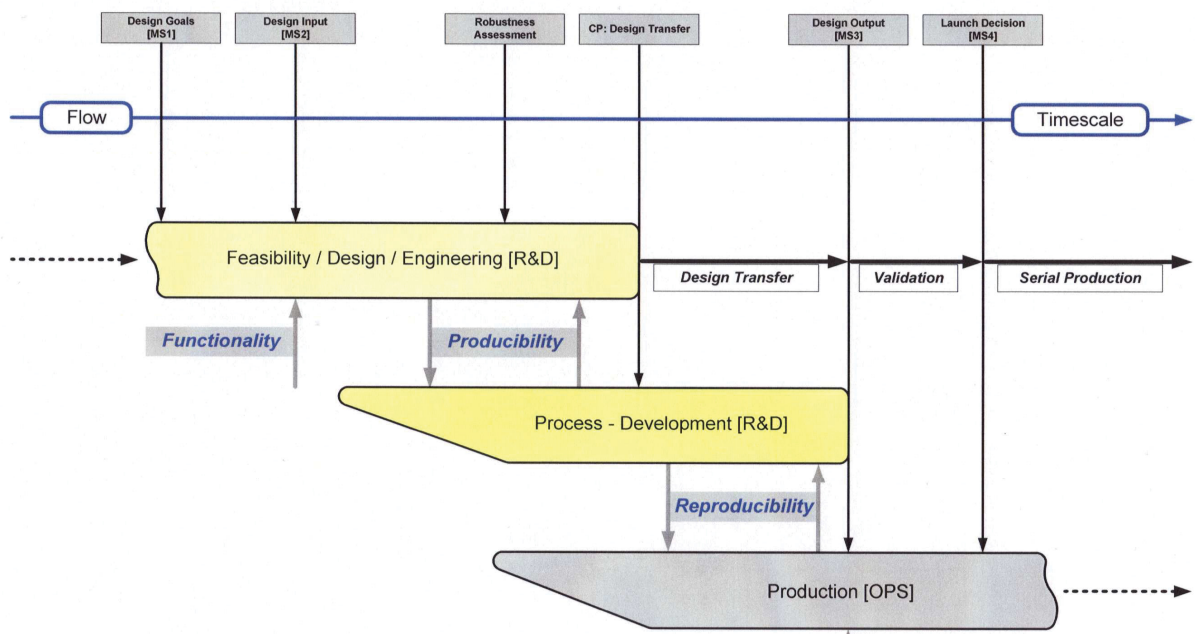 Design Goals
[MS1]
Design Input
[MS2]
Robustness
Assessment
CP: Design Transfer
Design Output
[MS3]
Launch Decision
[MS4]
Flow
Timescale
Feasibility / Design / Engineering [R&D]
Design Transfer
Validation
Serial Production
Functionality
Producibility
Process - Development [R&D]
Reproducibility
Production [OPS]